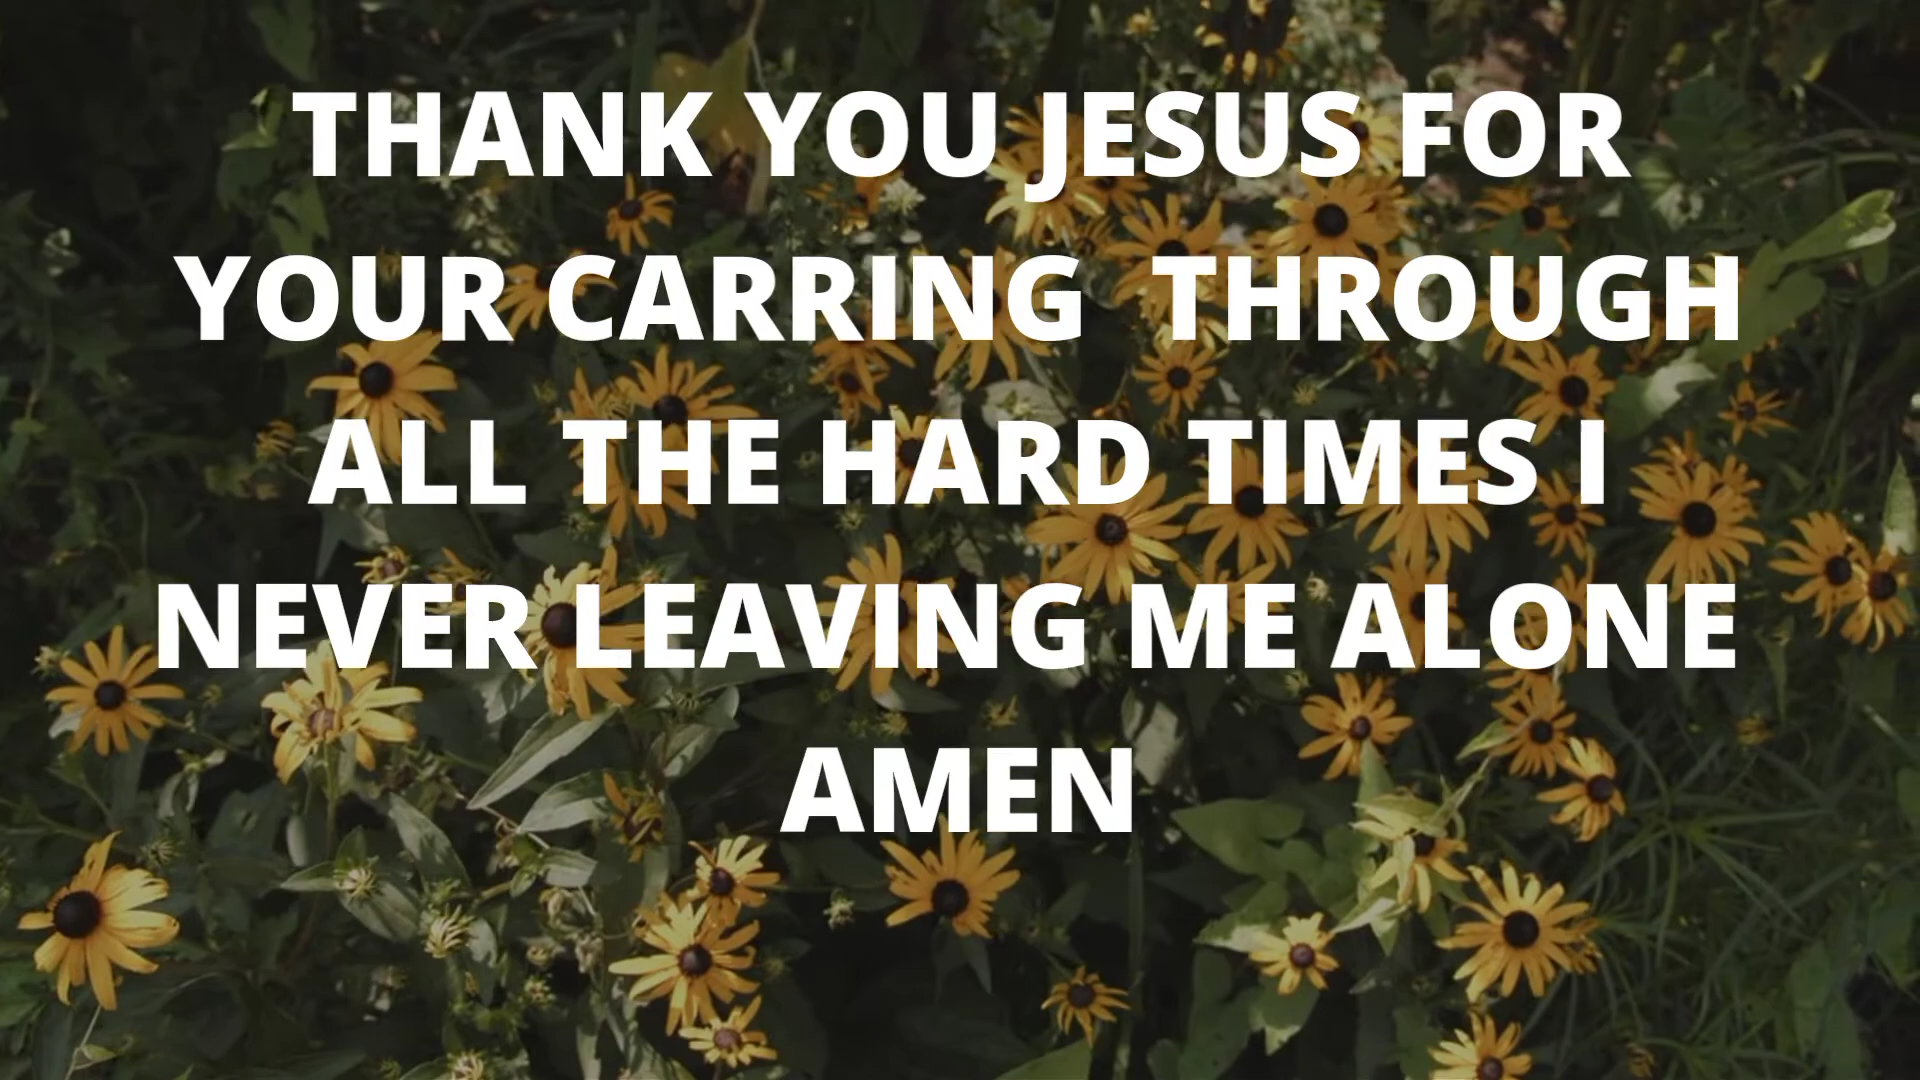 THANK YOU JESUS FOR
YOUR CARRING THROUGH
ALL THE HARD TIMES I
NEVER LEAVING ME ALONE
AMEN